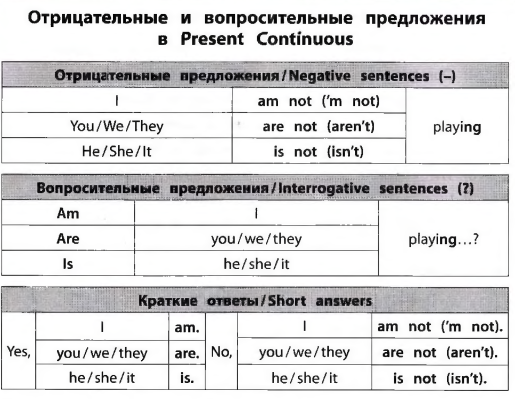 Отрицательные и вопросительные предложения
в Present Continuous
Отрицательные предложения/Negative sentences (–)
I am not ('m not)
You/We/They are not (aren't) playing
He/She/It is not (isn't)
Вопросительные предложения/Interrogative sentences (?)
Am I
Are you/we/they playing...?
Is he/she/it
Краткие ответы/Short answers
I am. I am not ('m not).
Yes, you/we/they are. No, you/we/they are not (aren't).
he/she/it is. he/she/it is not (isn't).